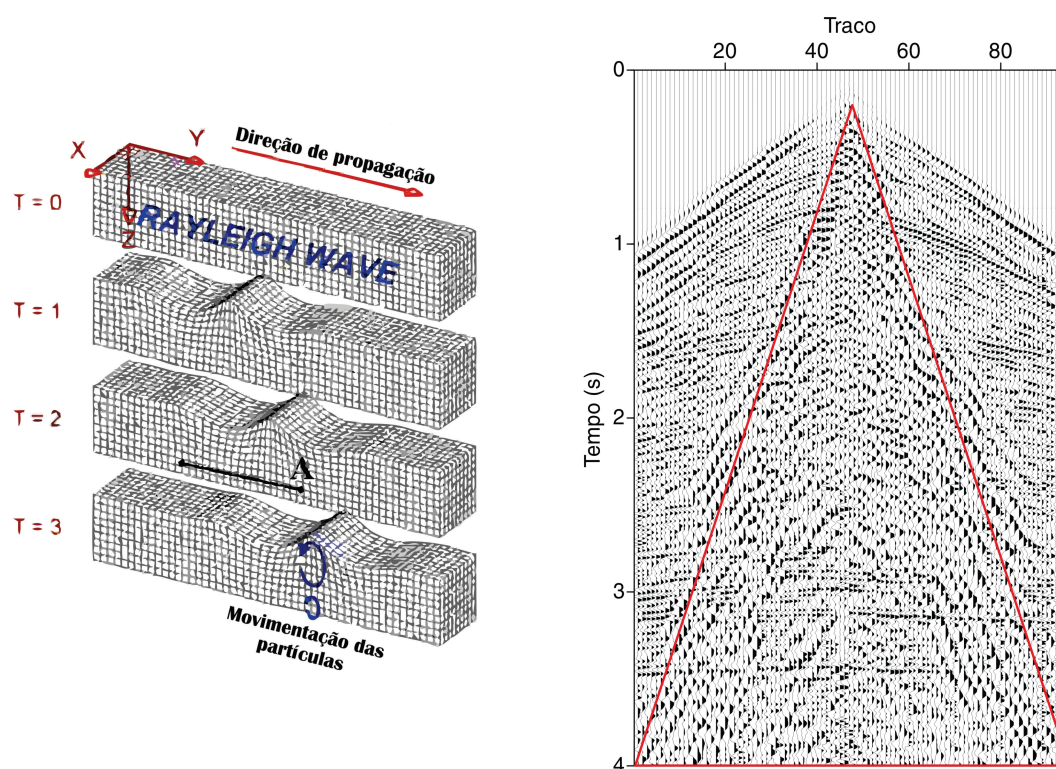 X
Y
Direção de propagação
T = 0
Z
RAYLEIGH WAVE
T = 1
T = 2
A
T = 3
Movimentação das
partículas
Traco
20 40 60 80
Tempo (s)
0
1
2
3
4